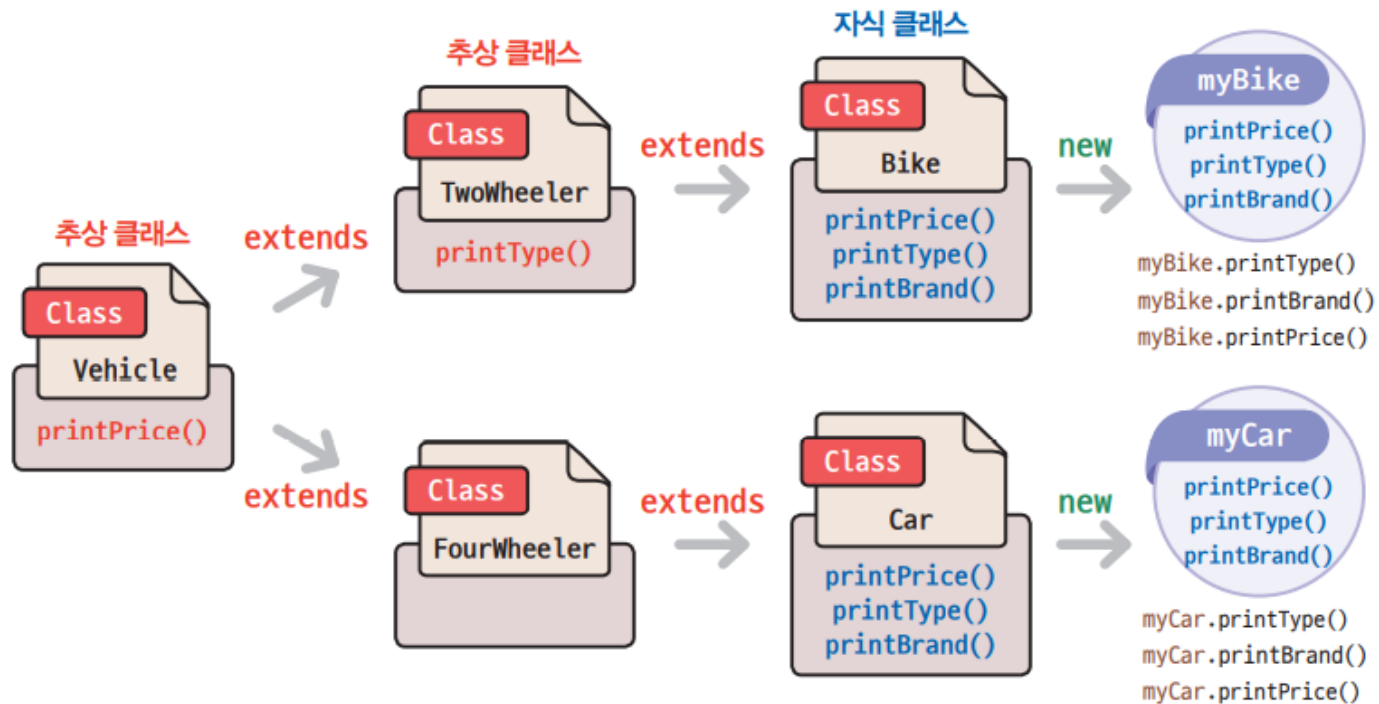 추상 클래스
Class
Vehicle
printPrice()
extends
extends
추상 클래스
Class
TwoWheeler
printType()
Class
FourWheeler
extends
extends
자식 클래스
Class
Bike
printPrice()
printType()
printBrand()
Class
Car
printPrice()
printType()
printBrand()
new
new
myBike
printPrice()
printType()
printBrand()
myBike.printType()
myBike.printBrand()
myBike.printPrice()
myCar
printPrice()
printType()
printBrand()
myCar.printType()
myCar.printBrand()
myCar.printPrice()